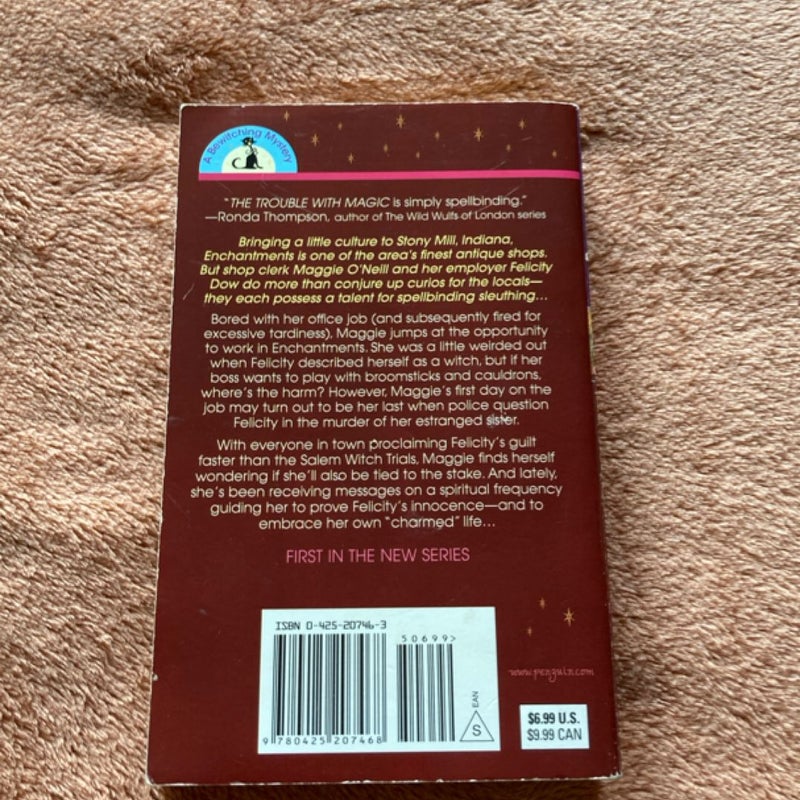 A Bewitching Mystery
"THE TROUBLE WITH MAGIC is simply spellbinding."
—Ronda Thompson, author of The Wild Wulfs of London series
Bringing a little culture to Stony Mill, Indiana,
Enchantments is one of the area's finest antique shops.
But shop clerk Maggie O'Neill and her employer Felicity
Dow do more than conjure up curios for the locals—
they each possess a talent for spellbinding sleuthing...
Bored with her office job (and subsequently fired for
excessive tardiness), Maggie jumps at the opportunity
to work in Enchantments. She was a little weirded out
when Felicity described herself as a witch, but if her
boss wants to play with broomsticks and cauldrons,
where's the harm? However, Maggie's first day on the
job may turn out to be her last when police question
Felicity in the murder of her estranged sister.
With everyone in town proclaiming Felicity's guilt
faster than the Salem Witch Trials, Maggie finds herself
wondering if she'll also be tied to the stake. And lately,
she's been receiving messages on a spiritual frequency
guiding her to prove Felicity's innocence—and to
embrace her own "charmed" life...
FIRST IN THE NEW SERIES
ISBN 0-425-20746-3
50699>
EAN
S
9 780425 207468
www.penguin.com
$6.99 U.S.
$9.99 CAN